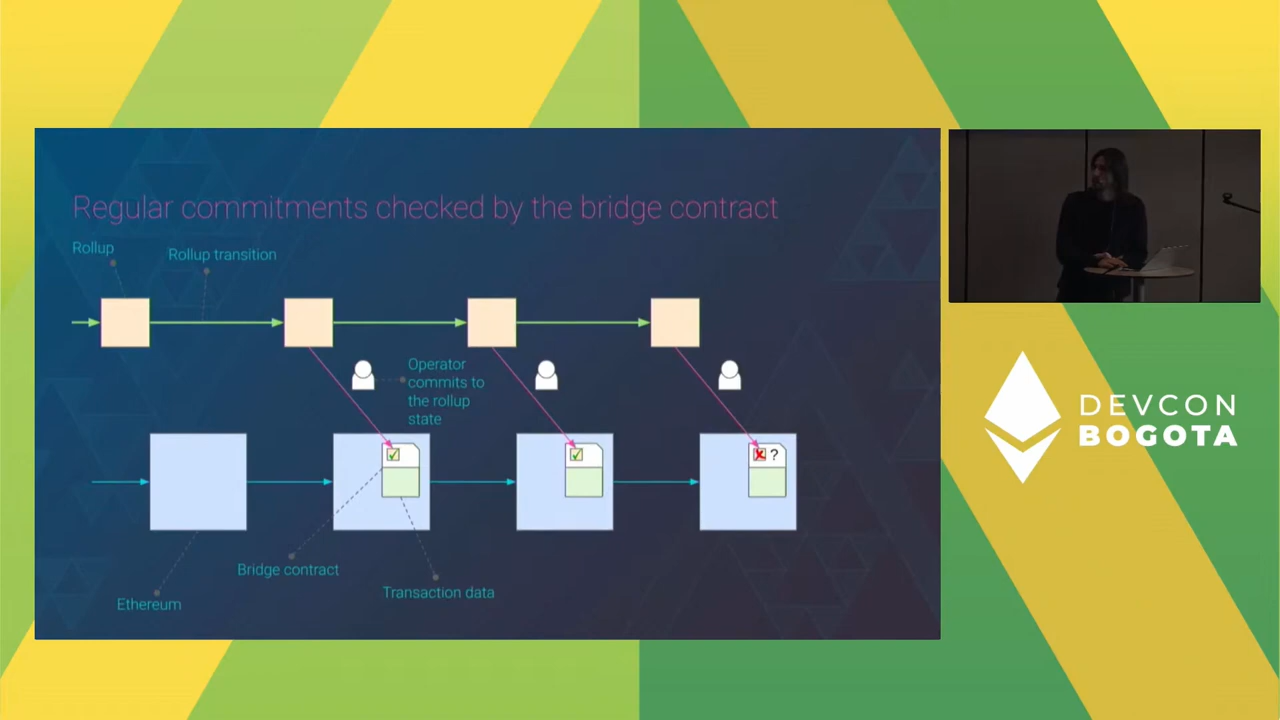 Regular commitments checked by the bridge contract
Rollup
Rollup transition
Operator
commits to
the rollup
state
?
Bridge contract
Transaction data
Ethereum
DEVCON
BOGOTA